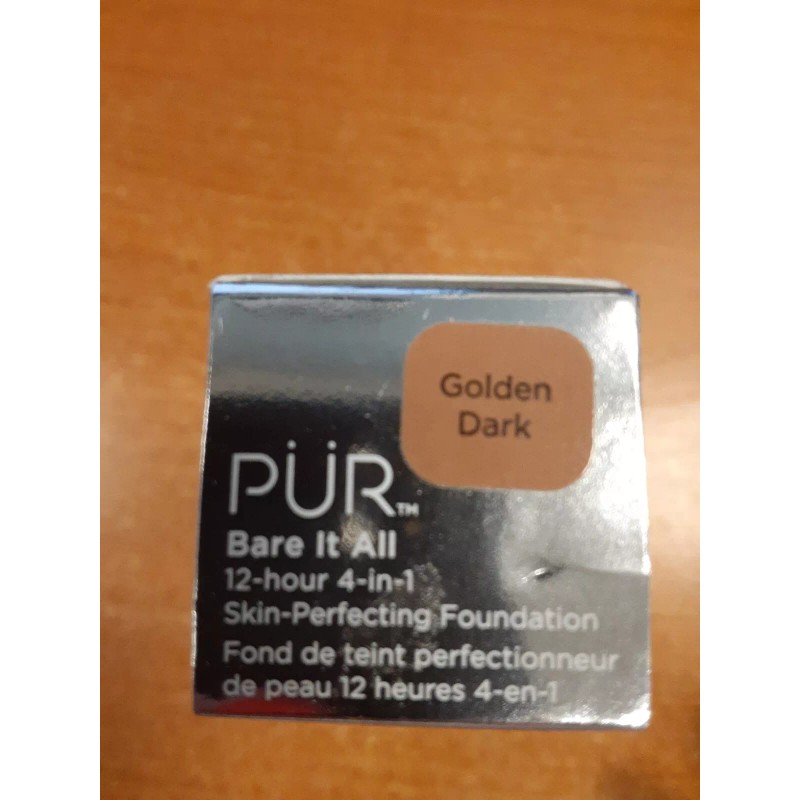 Golden
Dark
PÜR™
Bare It All
12-hour 4-in-1
Skin-Perfecting Foundation
Fond de teint perfectionneur
de peau 12 heures 4-en-1